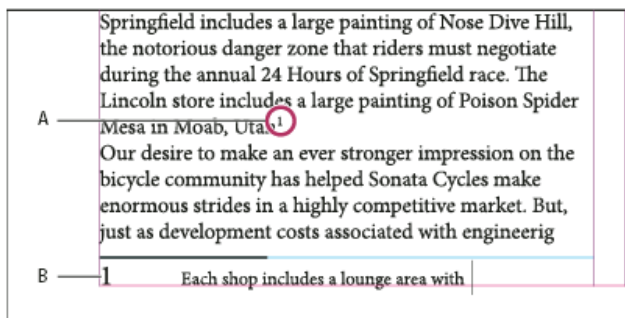 Springfield includes a large painting of Nose Dive Hill,
the notorious danger zone that riders must negotiate
during the annual 24 Hours of Springfield race. The
Lincoln store includes a large painting of Poison Spider
A Mesa in Moab, Utah1
Our desire to make an ever stronger impression on the
bicycle community has helped Sonata Cycles make
enormous strides in a highly competitive market. But,
just as development costs associated with engineerig
B 1 Each shop includes a lounge area with